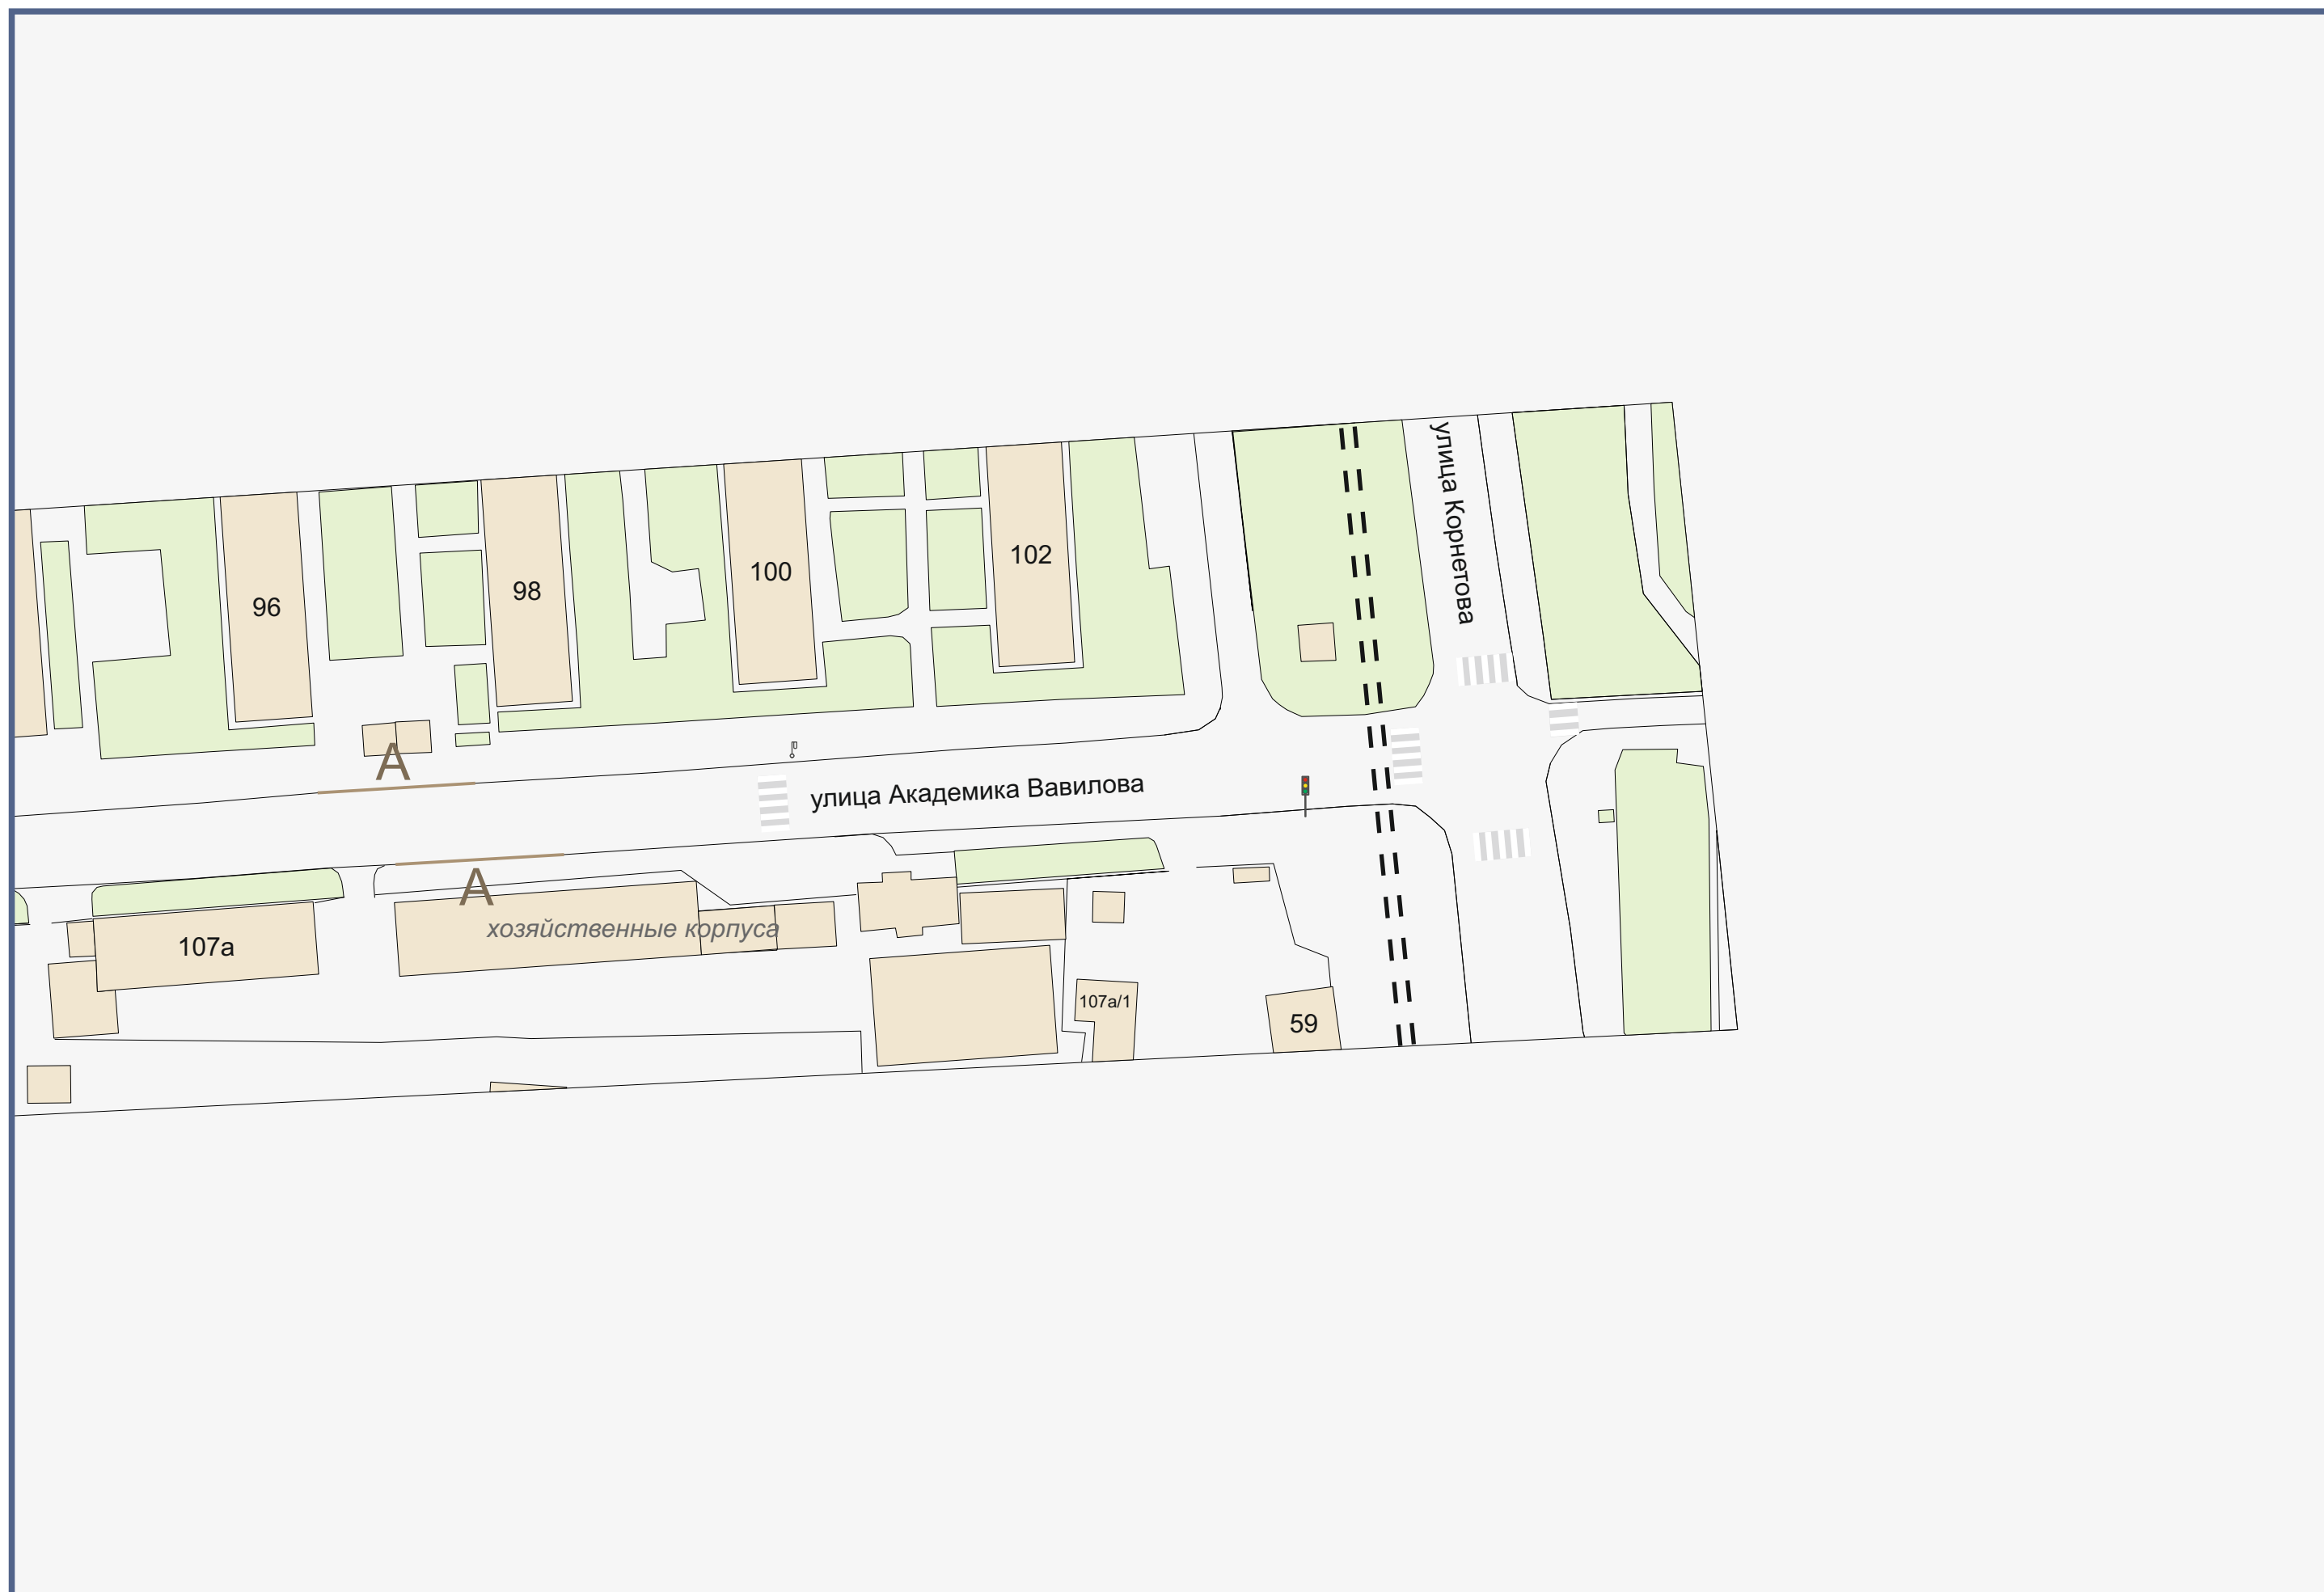 улица Корнетова
102
100
98
96
А
улица Академика Вавилова
А
хозяйственные корпуса
107а
107а/1
59